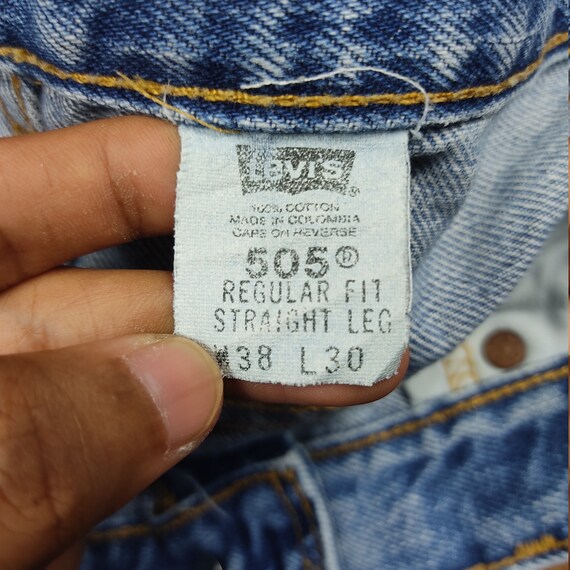 Levi's ®
100% COTTON
MADE IN COLOMBIA
CARE ON REVERSE
505®
REGULAR FIT
STRAIGHT LEG
W38 L30